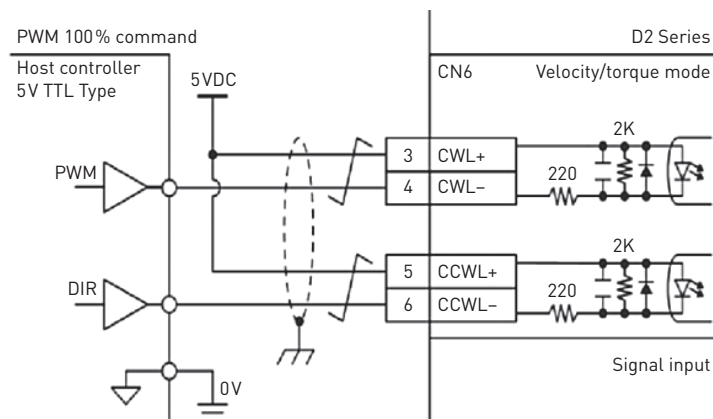 PWM 100% command
D2 Series
Host controller
5V TTL Type
5VDC
CN6
Velocity/torque mode
2K
PWM
3 CWL+
4 CWL−
220
2K
DIR
5 CCWL+
6 CCWL−
220
0V
Signal input